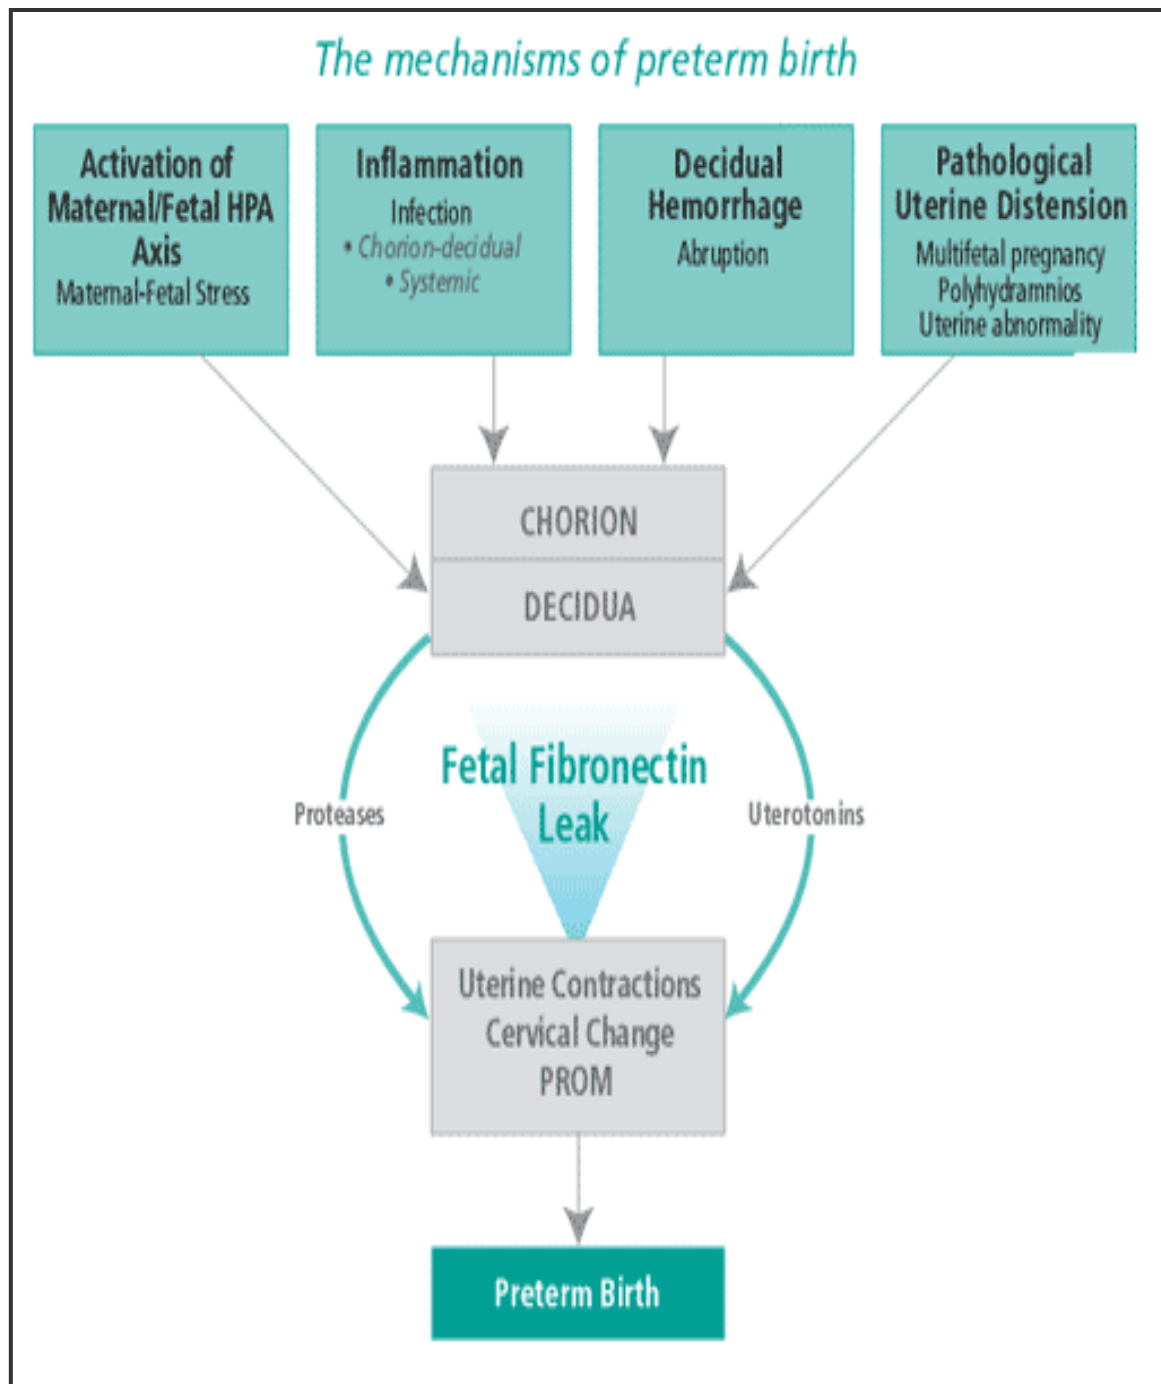 The mechanisms of preterm birth
Activation of
Maternal/Fetal HPA
Axis
Maternal-Fetal Stress
Inflammation
Infection
• Chorion-decidual
• Systemic
Decidual
Hemorrhage
Abruption
Pathological
Uterine Distension
Multifetal pregnancy
Polyhydramnios
Uterine abnormality
CHORION
DECIDUA
Fetal Fibronectin
Leak
Proteases
Uterotonins
Uterine Contractions
Cervical Change
PROM
Preterm Birth